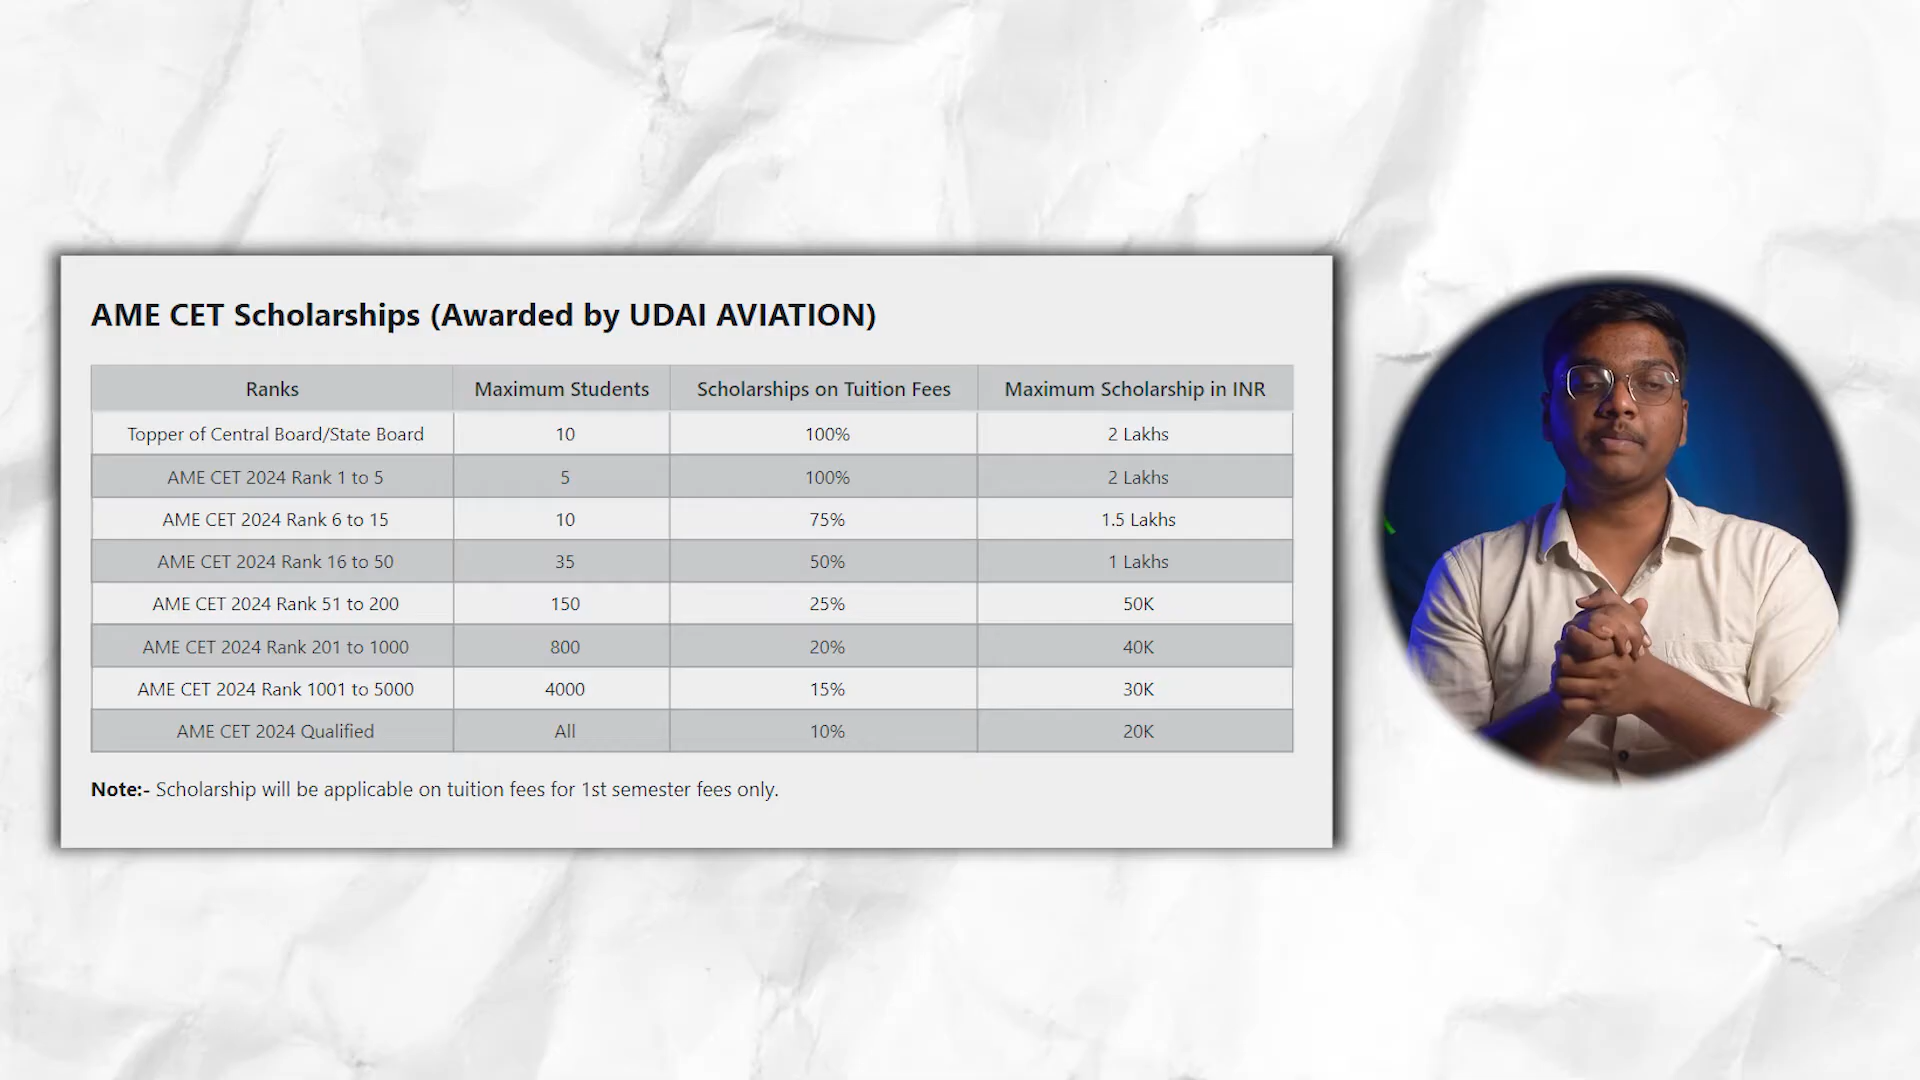 AME CET Scholarships (Awarded by UDAI AVIATION)
Ranks Maximum Students Scholarships on Tuition Fees Maximum Scholarship in INR
Topper of Central Board/State Board 10 100% 2 Lakhs
AME CET 2024 Rank 1 to 5 5 100% 2 Lakhs
AME CET 2024 Rank 6 to 15 10 75% 1.5 Lakhs
AME CET 2024 Rank 16 to 50 35 50% 1 Lakhs
AME CET 2024 Rank 51 to 200 150 25% 50K
AME CET 2024 Rank 201 to 1000 800 20% 40K
AME CET 2024 Rank 1001 to 5000 4000 15% 30K
AME CET 2024 Qualified All 10% 20K
Note:- Scholarship will be applicable on tuition fees for 1st semester fees only.